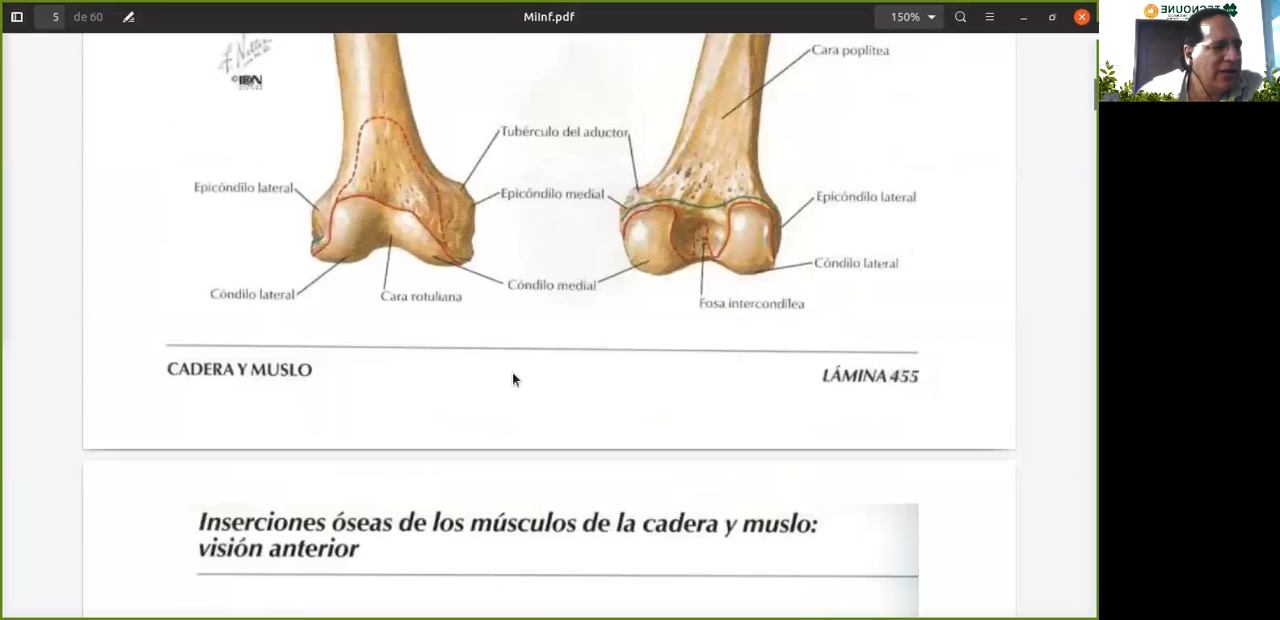 5 de 60 MiInf.pdf 150%
F. Netter
Cara poplítea
Tubérculo del aductor
Epicóndilo lateral
Epicóndilo medial
Epicóndilo lateral
Cóndilo lateral
Cara rotuliana
Cóndilo medial
Cóndilo lateral
Fosa intercondílea
CADERA Y MUSLO
LÁMINA 455
Inserciones óseas de los músculos de la cadera y muslo:
visión anterior